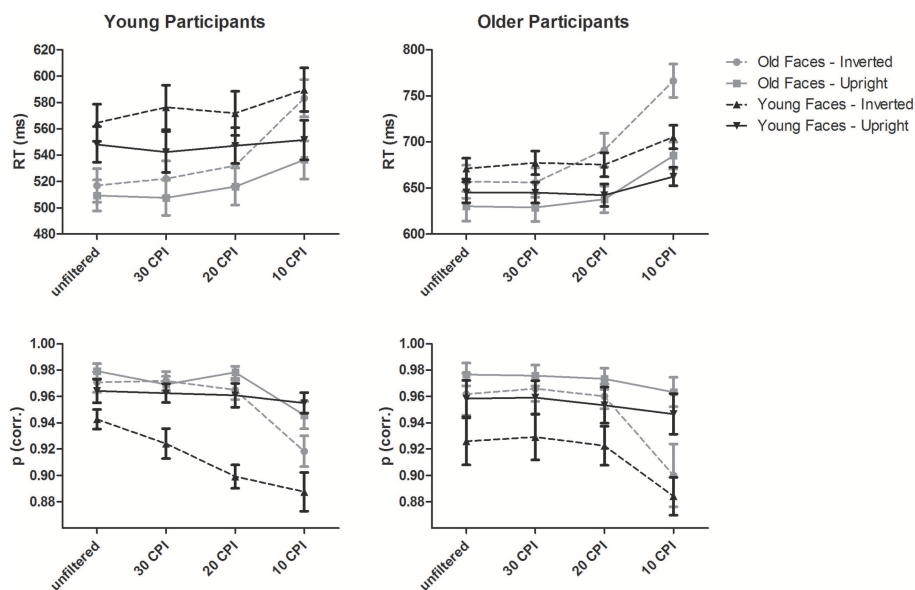 Young Participants
Older Participants
RT (ms)
620
600
580
560
540
520
500
480
unfiltered
30 CPI
20 CPI
10 CPI
RT (ms)
800
750
700
650
600
unfiltered
30 CPI
20 CPI
10 CPI
Old Faces - Inverted
Old Faces - Upright
Young Faces - Inverted
Young Faces - Upright
p (corr.)
1.00
0.98
0.96
0.94
0.92
0.90
0.88
unfiltered
30 CPI
20 CPI
10 CPI
p (corr.)
1.00
0.98
0.96
0.94
0.92
0.90
0.88
unfiltered
30 CPI
20 CPI
10 CPI